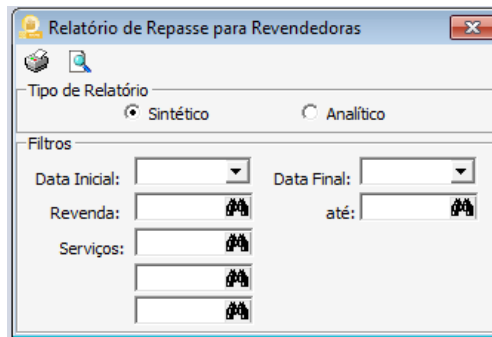 Relatório de Repasse para Revendedoras
Tipo de Relatório
Sintético Analítico
Filtros
Data Inicial: Data Final:
Revenda: até:
Serviços: